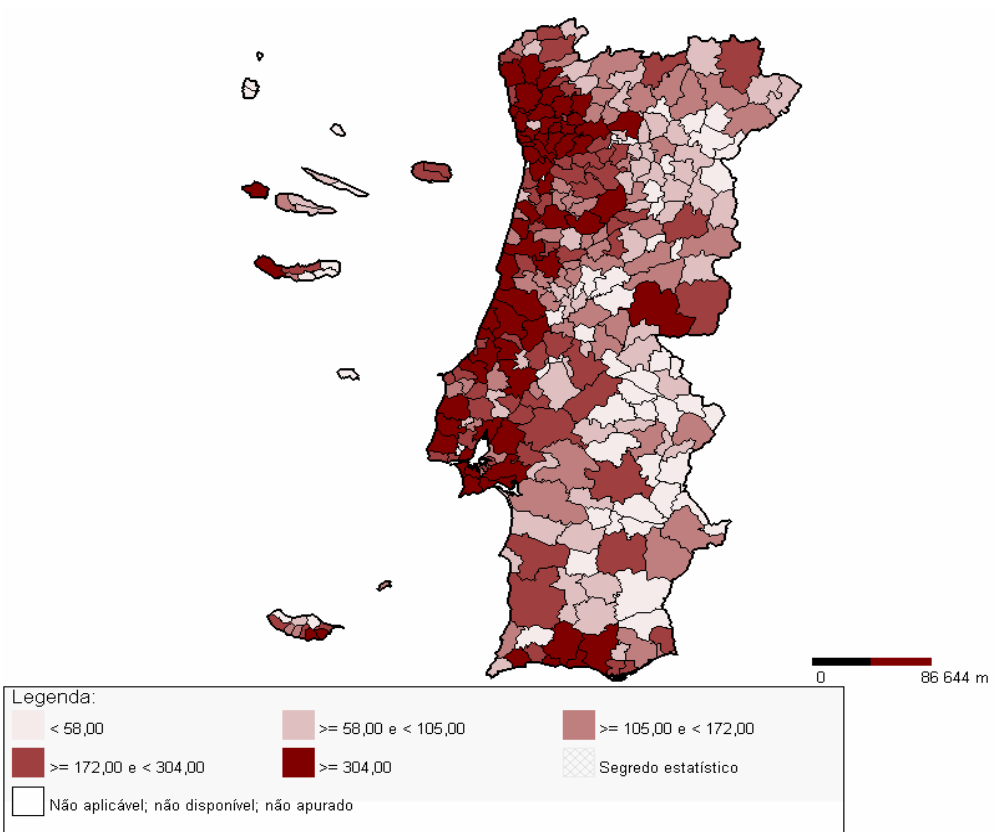 0 86 644 m
Legenda:
< 58,00 >= 58,00 e < 105,00 >= 105,00 e < 172,00
>= 172,00 e < 304,00 >= 304,00 Segredo estatístico
Não aplicável; não disponível; não apurado